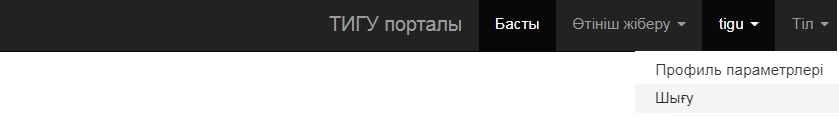 ТИГУ порталы Басты Өтініш жіберу tigu Тіл
Профиль параметрлері
Шығу